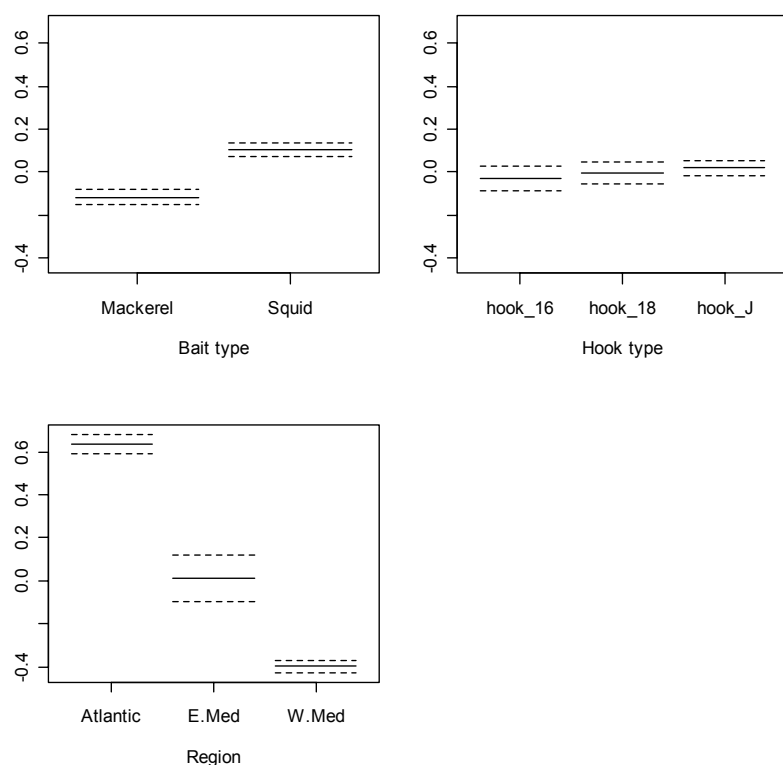 0.6
0.4
0.2
0.0
-0.4
Mackerel Squid
Bait type
0.6
0.4
0.2
0.0
-0.4
hook_16 hook_18 hook_J
Hook type
0.6
0.4
0.2
0.0
-0.4
Atlantic E.Med W.Med
Region